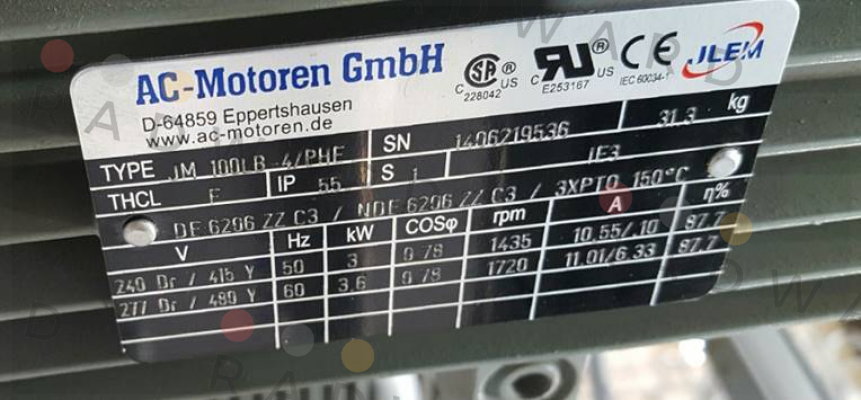 AC-Motoren GmbH
D-64859 Eppertshausen
www.ac-motoren.de
CSA ® C US 228042
C RU ® US E253167
CE IEC 60034-1
JLEM
TYPE JM 100LB -4/PHE SN 1406219536 31.3 kg
THCL F IP 55 S 1 IE3
DE 6206 ZZ C3 / NDE 6206 ZZ C3 / 3XPTO 150°C
V Hz kW COSφ rpm A η%
240 Dr / 415 Y 50 3 0.78 1435 10.55/ .10 87.7
277 Dr / 480 Y 60 3.6 0.78 1720 11.01/6.33 87.7